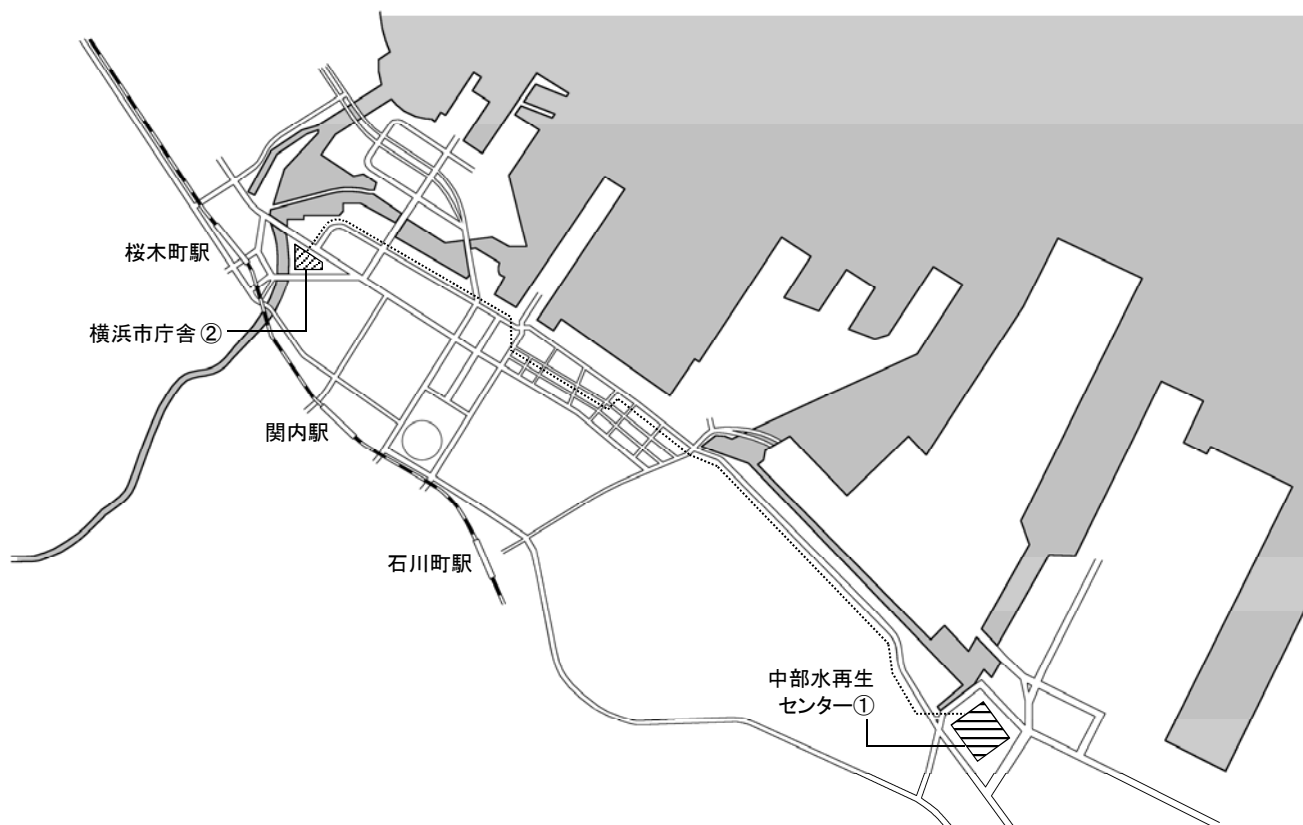 桜木町駅
横浜市庁舎②
関内駅
石川町駅
中部水再生
センター①